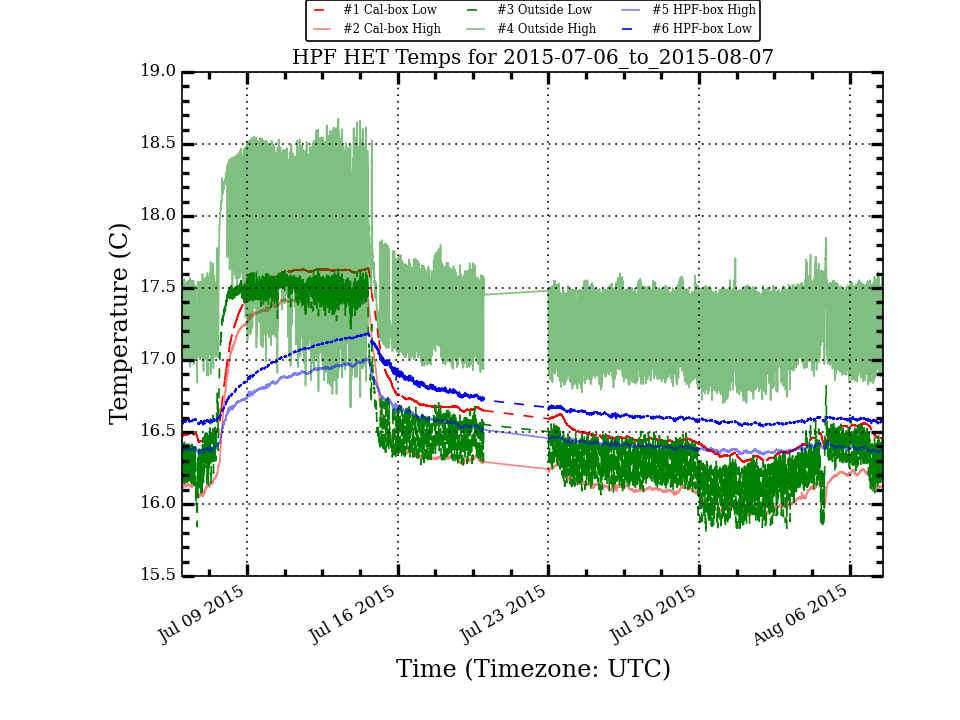 #1 Cal-box Low #3 Outside Low #5 HPF-box High
#2 Cal-box High #4 Outside High #6 HPF-box Low
HPF HET Temps for 2015-07-06_to_2015-08-07
19.0
18.5
18.0
17.5
17.0
16.5
16.0
15.5
Temperature (C)
Jul 09 2015 Jul 16 2015 Jul 23 2015 Jul 30 2015 Aug 06 2015
Time (Timezone: UTC)